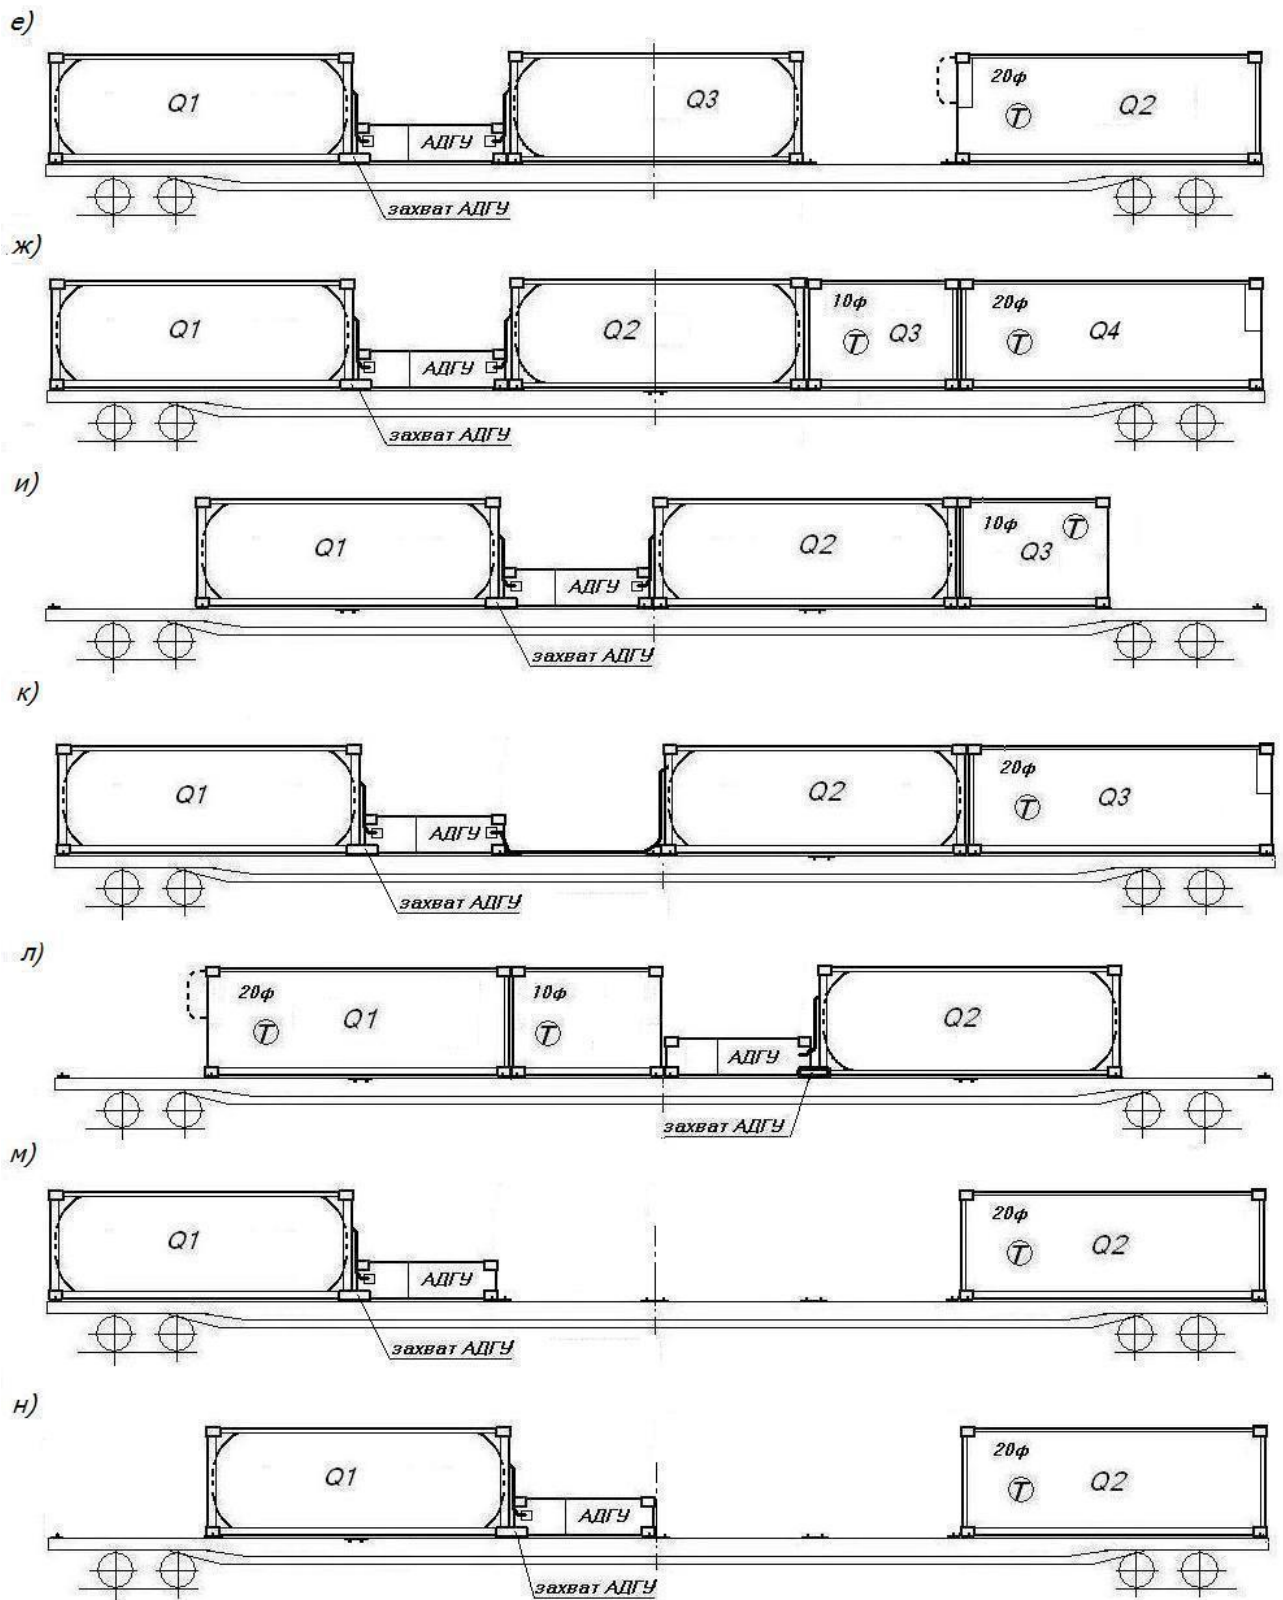 е)
Q1
АДГУ
Q3
20ф
Т
Q2
захват АДГУ
ж)
Q1
АДГУ
Q2
10ф
Т
Q3
20ф
Т
Q4
захват АДГУ
и)
Q1
АДГУ
Q2
10ф
Т
Q3
захват АДГУ
к)
Q1
АДГУ
Q2
20ф
Т
Q3
захват АДГУ
л)
20ф
Т
Q1
10ф
Т
АДГУ
Q2
захват АДГУ
м)
Q1
АДГУ
20ф
Т
Q2
захват АДГУ
н)
Q1
АДГУ
20ф
Т
Q2
захват АДГУ